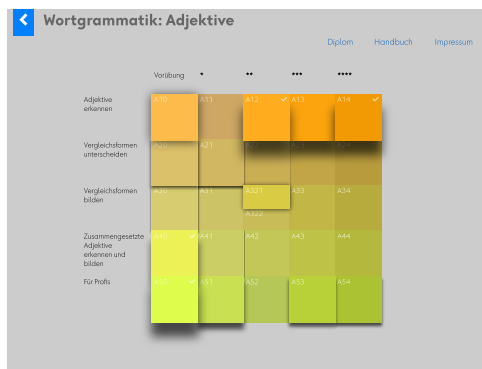 Wortgrammatik: Adjektive
Diplom Handbuch Impressum
Vorübung * ** *** ****
Adjektive erkennen
A10 A11 A12 A13 A14
Vergleichsformen unterscheiden
A20 A21
Vergleichsformen bilden
A30 A31 A321 A33 A34
A322
Zusammengesetzte Adjektive erkennen und bilden
A40 A41 A42 A43 A44
Für Profis
A50 A51 A52 A53 A54